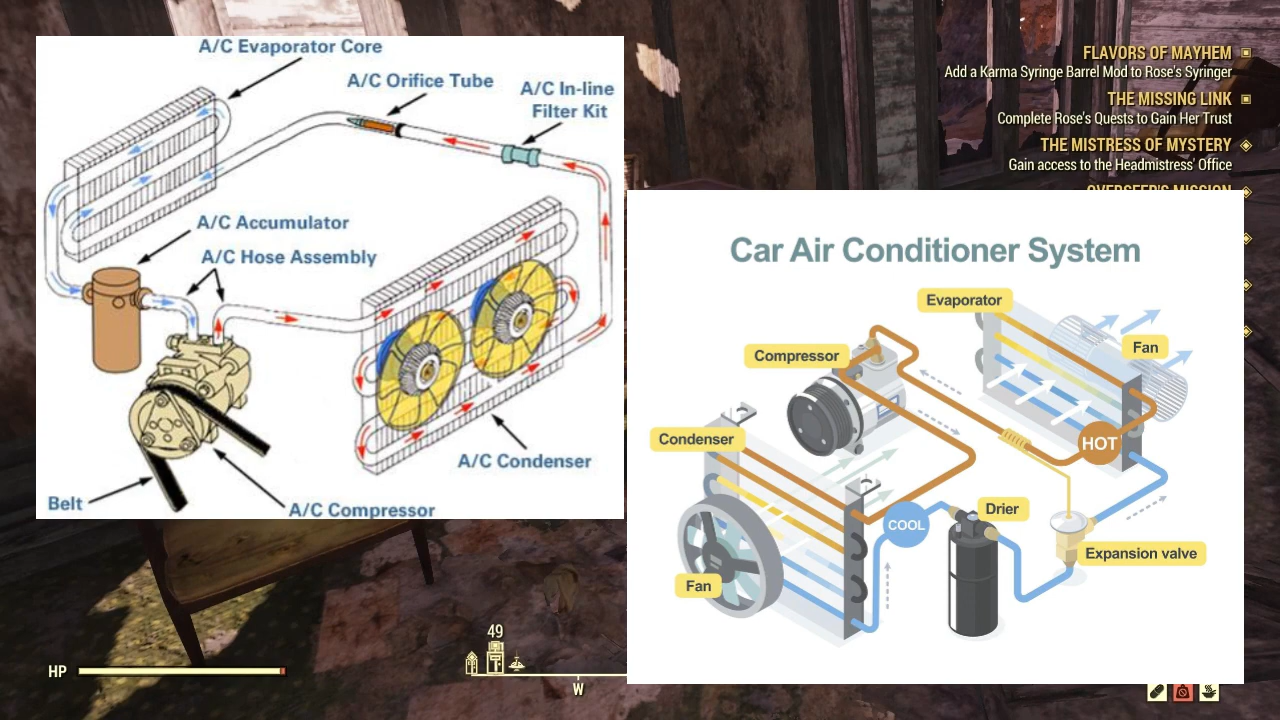 A/C Evaporator Core
A/C Orifice Tube
A/C In-line
Filter Kit
A/C Accumulator
A/C Hose Assembly
A/C Condenser
Belt
A/C Compressor
FLAVORS OF MAYHEM
Add a Karma Syringe Barrel Mod to Rose's Syringer
THE MISSING LINK
Complete Rose's Quests to Gain Her Trust
THE MISTRESS OF MYSTERY
Gain access to the Headmistress' Office
OVERSEER'S MISSION
Car Air Conditioner System
Evaporator
Fan
Compressor
Condenser
HOT
COOL
Drier
Expansion valve
Fan
HP
49
W